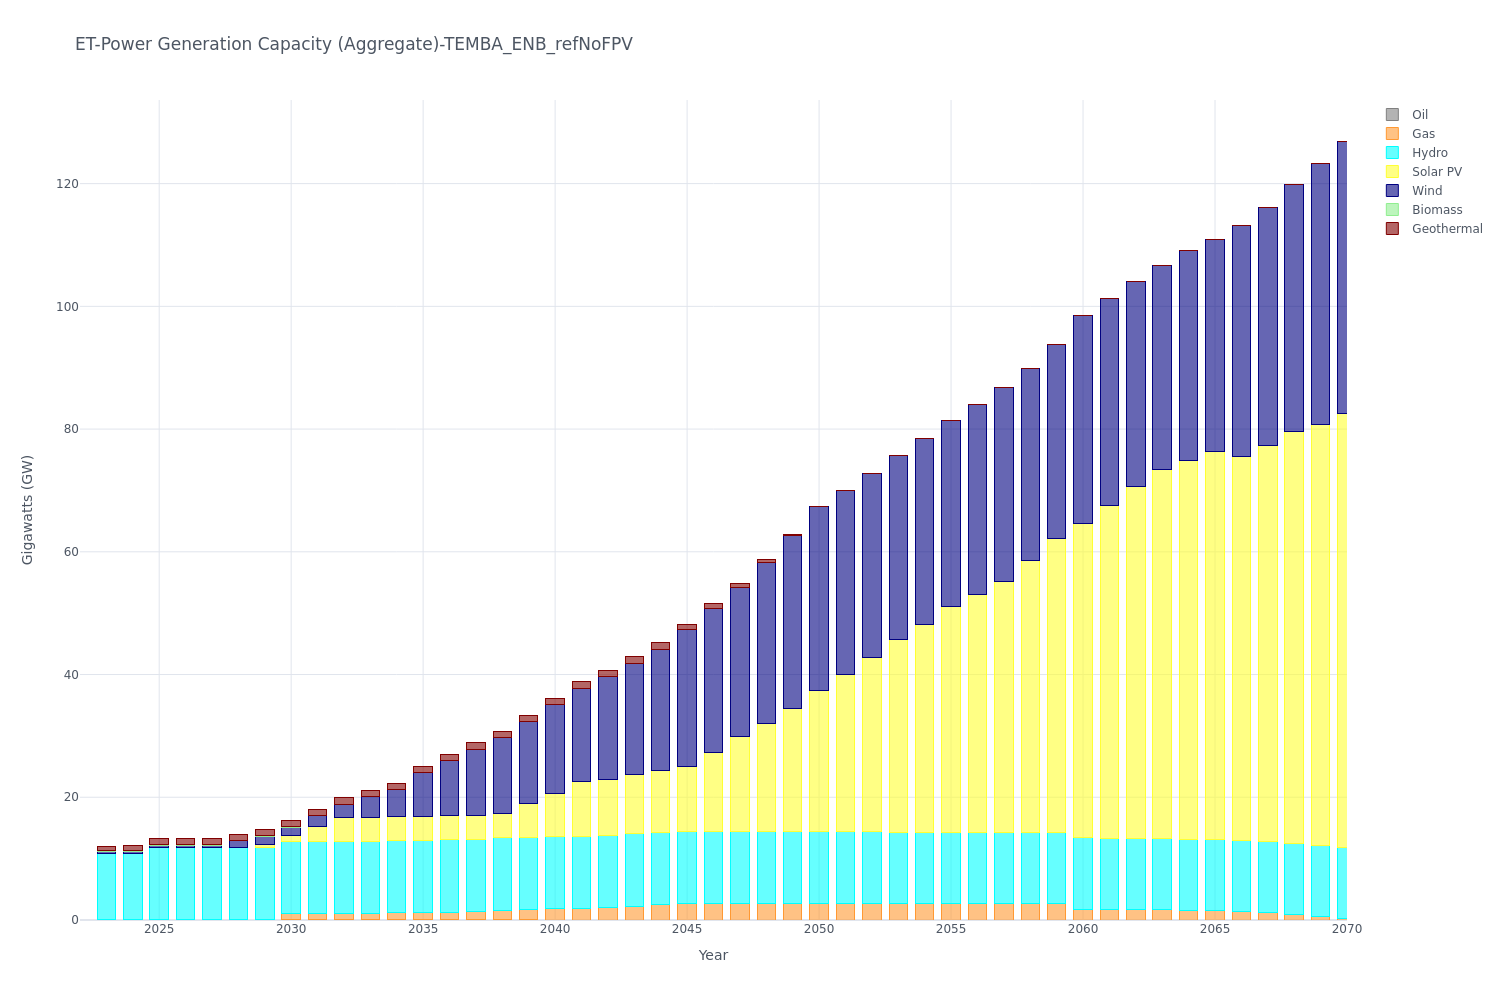 ET-Power Generation Capacity (Aggregate)-TEMBA_ENB_refNoFPV
Oil
Gas
Hydro
Solar PV
Wind
Biomass
Geothermal
120
100
80
60
40
20
0
Gigawatts (GW)
2025 2030 2035 2040 2045 2050 2055 2060 2065 2070
Year